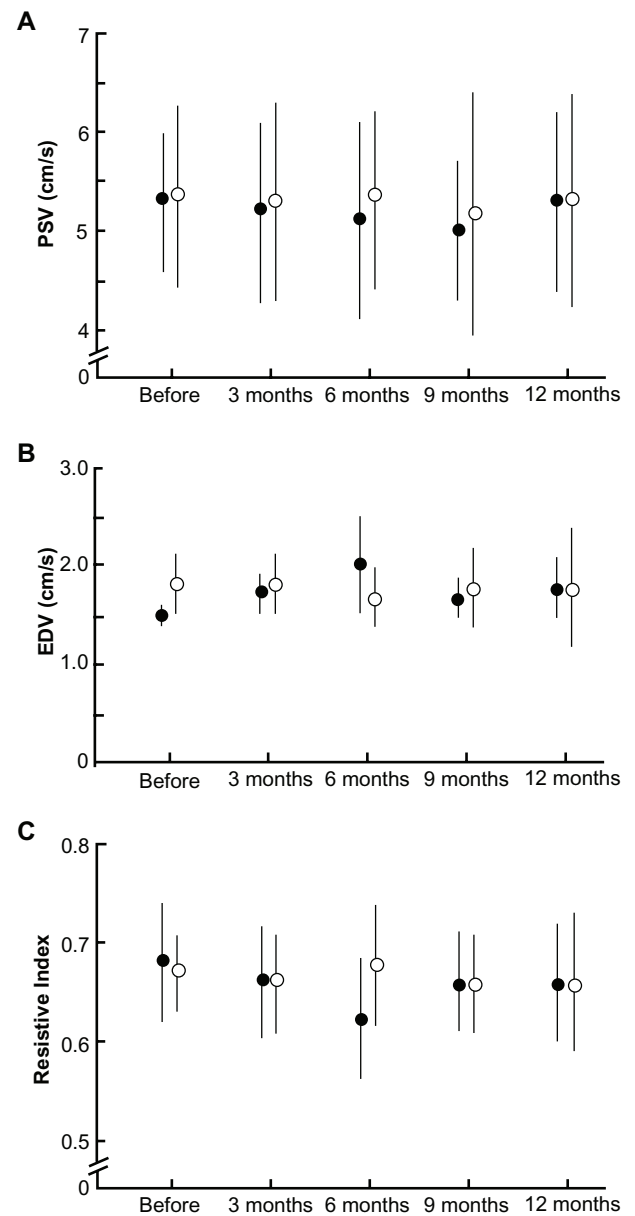 A
PSV (cm/s)
7
6
5
4
0
Before 3 months 6 months 9 months 12 months
B
EDV (cm/s)
3.0
2.0
1.0
0
Before 3 months 6 months 9 months 12 months
C
Resistive Index
0.8
0.7
0.6
0.5
0
Before 3 months 6 months 9 months 12 months